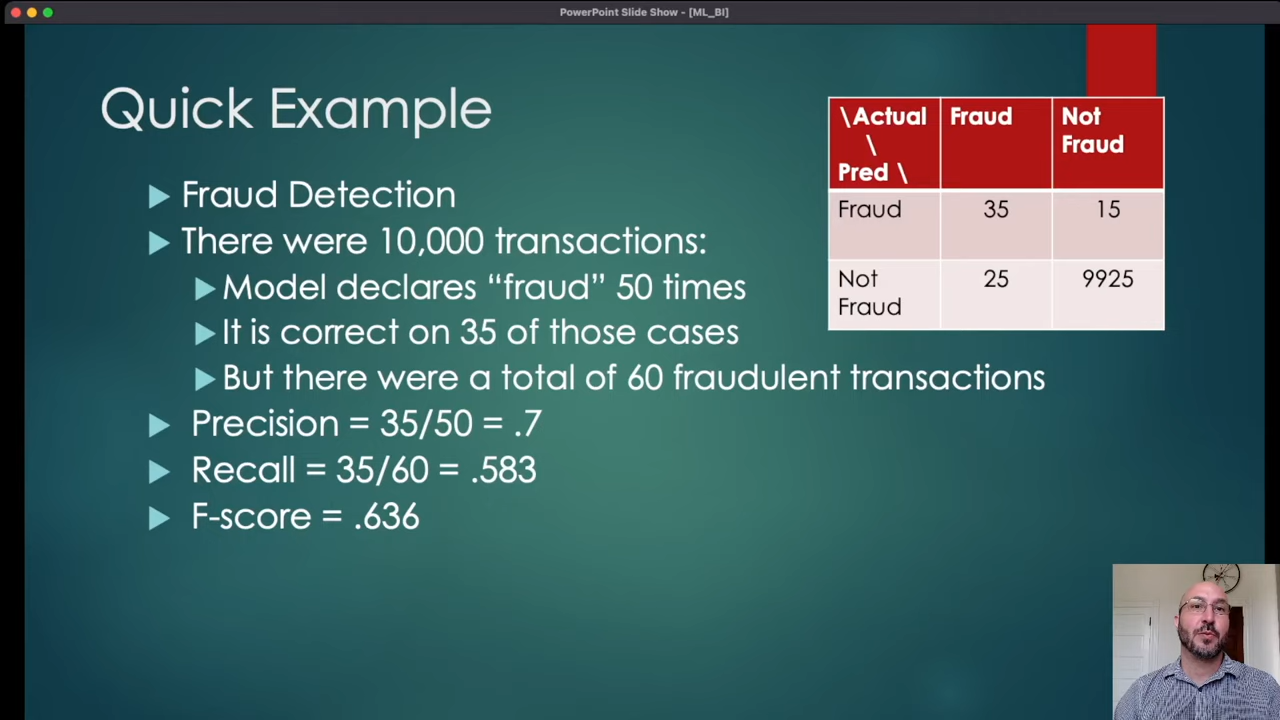 PowerPoint Slide Show - [ML_BI]
Quick Example
Fraud Detection
There were 10,000 transactions:
Model declares “fraud” 50 times
It is correct on 35 of those cases
But there were a total of 60 fraudulent transactions
Precision = 35/50 = .7
Recall = 35/60 = .583
F-score = .636
\Actual
\
Pred \
Fraud
Not
Fraud
Fraud
35
15
Not
Fraud
25
9925